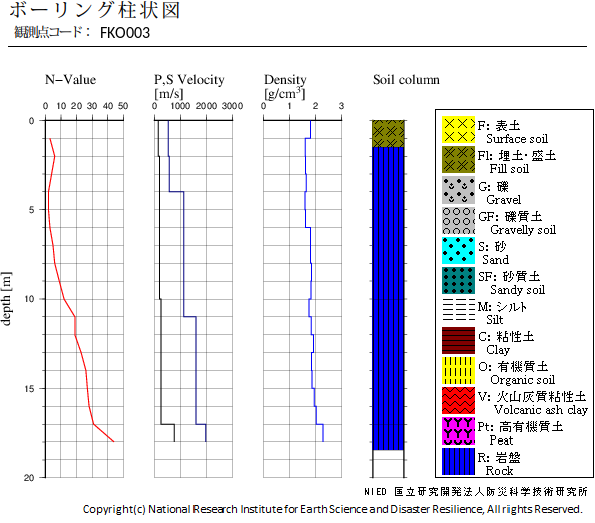 ボーリング柱状図
観測点コード： FKO003
N-Value P,S Velocity Density Soil column
[m/s] [g/cm3]
0 10 20 30 40 50 0 1000 2000 3000 0 1 2 3
0
5
10
15
20
depth [m]
F: 表土
Surface soil
Fl: 埋土・盛土
Fill soil
G: 礫
Gravel
GF: 礫質土
Gravelly soil
S: 砂
Sand
SF: 砂質土
Sandy soil
M: シルト
Silt
C: 粘性土
Clay
O: 有機質土
Organic soil
V: 火山灰質粘性土
Volcanic ash clay
Pt: 高有機質土
Peat
R: 岩盤
Rock
NIED 国立研究開発法人防災科学技術研究所
Copyright(c) National Research Institute for Earth Science and Disaster Resilience, All rights Reserved.